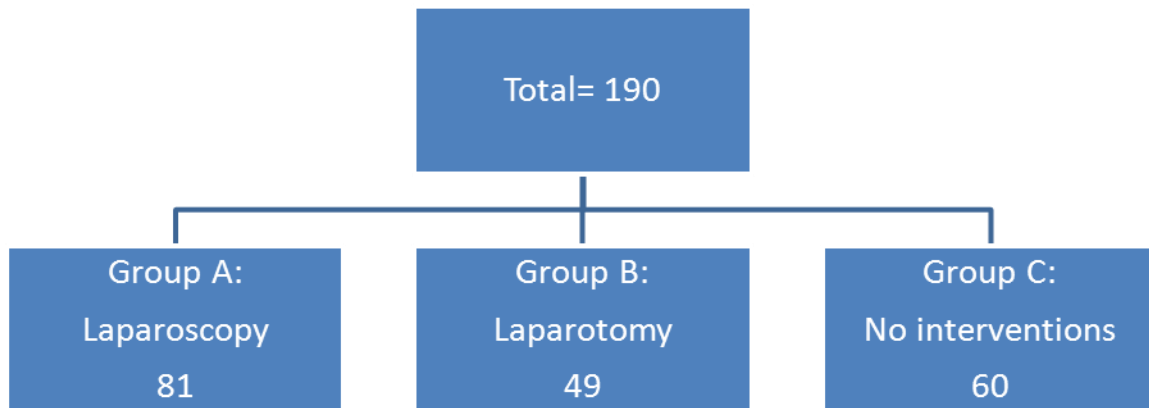 Total= 190
Group A:
Laparoscopy
81
Group B:
Laparotomy
49
Group C:
No interventions
60